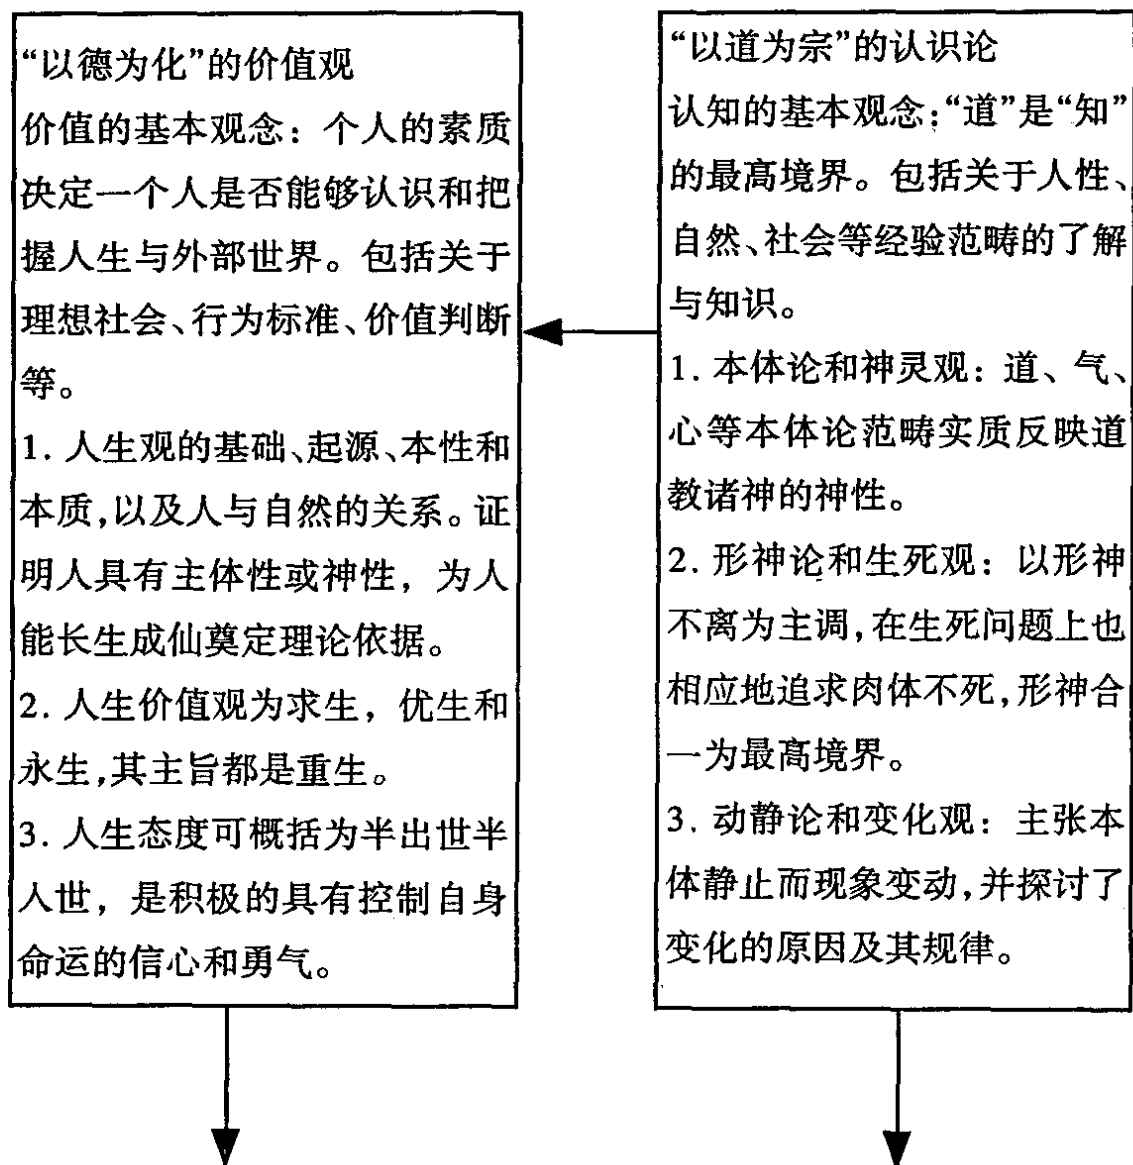 “以德为化”的价值观
价值的基本观念：个人的素质
决定一个人是否能够认识和把
握人生与外部世界。包括关于
理想社会、行为标准、价值判断
等。
1. 人生观的基础、起源、本性和
本质,以及人与自然的关系。证
明人具有主体性或神性，为人
能长生成仙奠定理论依据。
2. 人生价值观为求生，优生和
永生,其主旨都是重生。
3. 人生态度可概括为半出世半
人世，是积极的具有控制自身
命运的信心和勇气。
“以道为宗”的认识论
认知的基本观念:“道”是“知”
的最高境界。包括关于人性、
自然、社会等经验范畴的了解
与知识。
1. 本体论和神灵观：道、气、
心等本体论范畴实质反映道
教诸神的神性。
2. 形神论和生死观：以形神
不离为主调,在生死问题上也
相应地追求肉体不死,形神合
一为最高境界。
3. 动静论和变化观：主张本
体静止而现象变动,并探讨了
变化的原因及其规律。